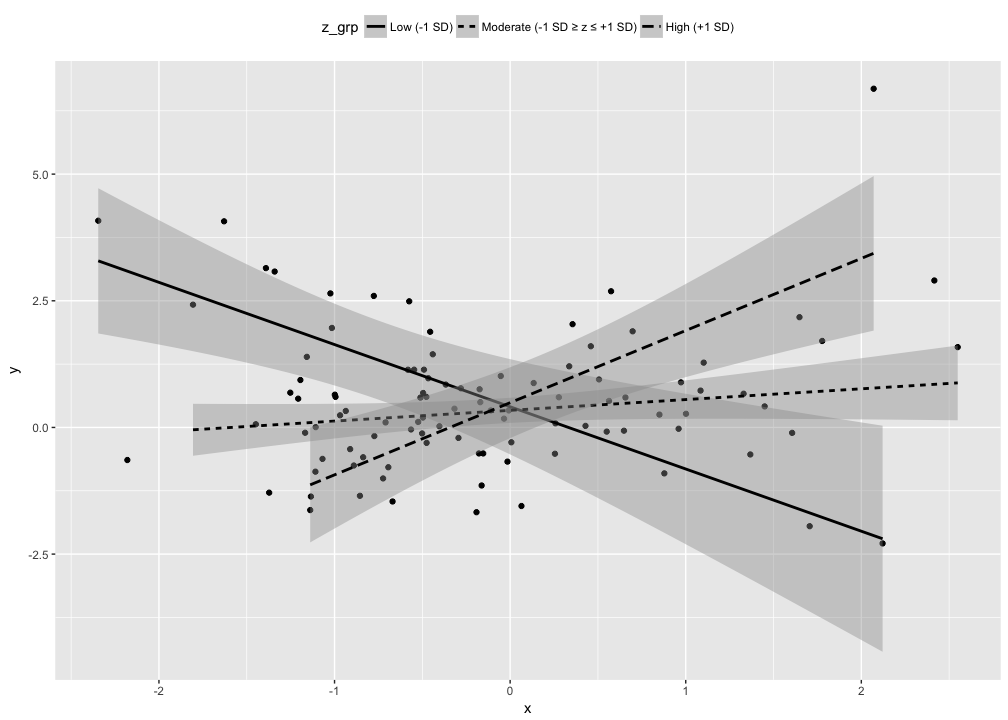 z_grp Low (-1 SD) Moderate (-1 SD ≥ z ≤ +1 SD) High (+1 SD)
5.0
2.5
0.0
-2.5
y
-2 -1 0 1 2
x